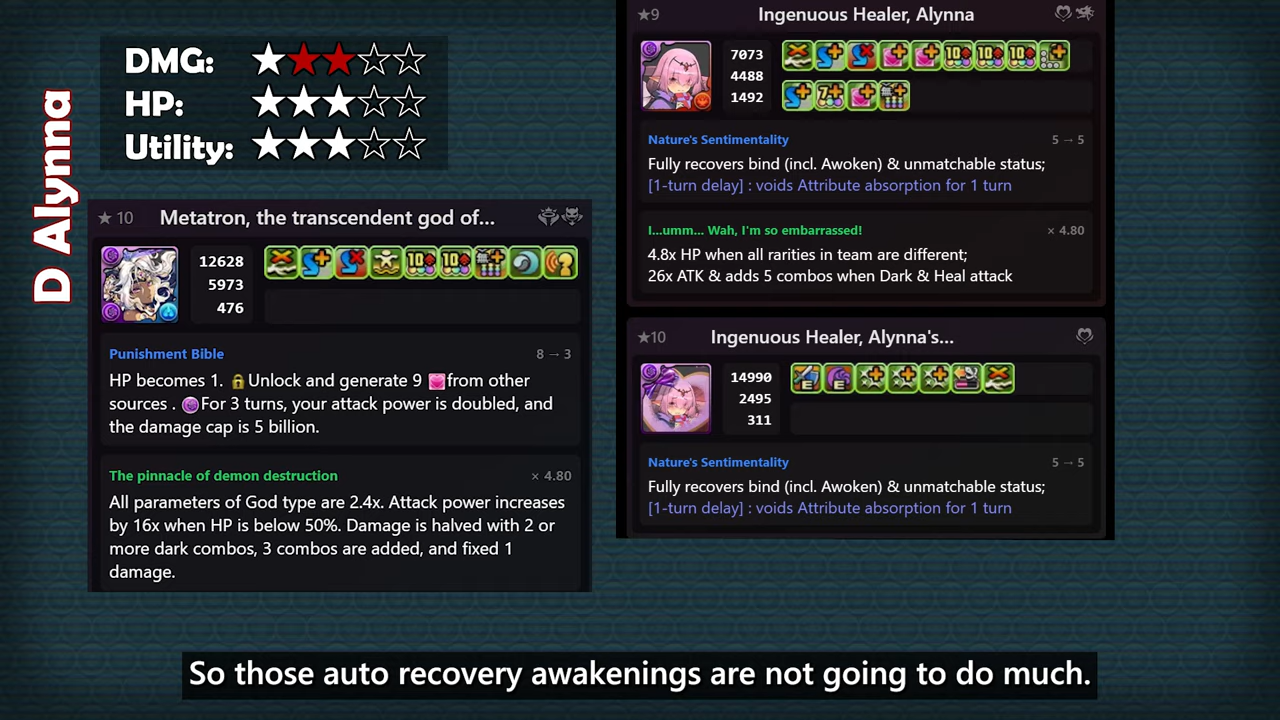 D Alynna
DMG:
HP:
Utility:
★10
Metatron, the transcendent god of...
12628
5973
476
Punishment Bible
8 → 3
HP becomes 1. Unlock and generate 9 from other
sources . For 3 turns, your attack power is doubled, and
the damage cap is 5 billion.
The pinnacle of demon destruction
× 4.80
All parameters of God type are 2.4x. Attack power increases
by 16x when HP is below 50%. Damage is halved with 2 or
more dark combos, 3 combos are added, and fixed 1
damage.
★9
Ingenuous Healer, Alynna
7073
4488
1492
Nature's Sentimentality
5 → 5
Fully recovers bind (incl. Awoken) & unmatchable status;
[1-turn delay] : voids Attribute absorption for 1 turn
I...umm... Wah, I'm so embarrassed!
× 4.80
4.8x HP when all rarities in team are different;
26x ATK & adds 5 combos when Dark & Heal attack
★10
Ingenuous Healer, Alynna's...
14990
2495
311
Nature's Sentimentality
5 → 5
Fully recovers bind (incl. Awoken) & unmatchable status;
[1-turn delay] : voids Attribute absorption for 1 turn
So those auto recovery awakenings are not going to do much.